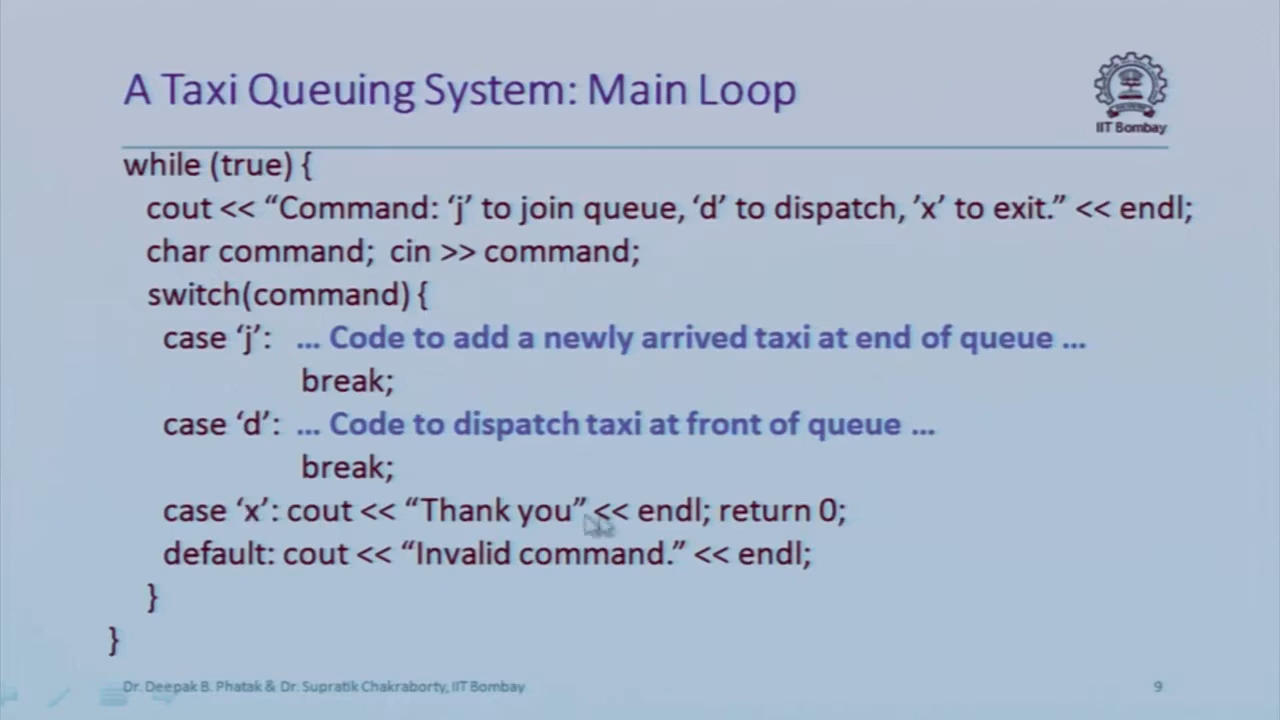 A Taxi Queuing System: Main Loop
IIT Bombay
while (true) {
cout << “Command: ‘j’ to join queue, ‘d’ to dispatch, ’x’ to exit.” << endl;
char command; cin >> command;
switch(command) {
case ‘j’: ... Code to add a newly arrived taxi at end of queue ...
break;
case ‘d’: ... Code to dispatch taxi at front of queue ...
break;
case ‘x’: cout << “Thank you” << endl; return 0;
default: cout << “Invalid command.” << endl;
}
}
Dr. Deepak B. Phatak & Dr. Supratik Chakraborty, IIT Bombay
9